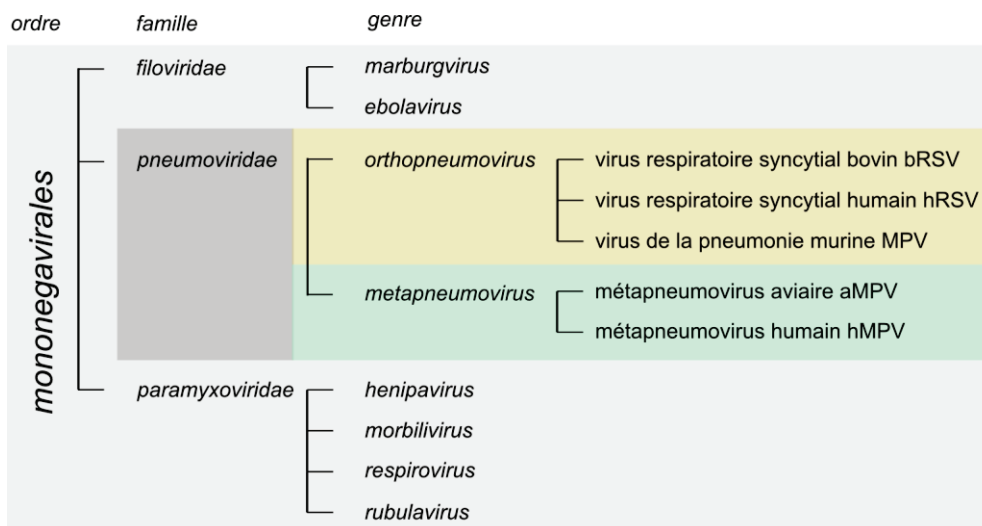 ordre famille genre
filoviridae marburgvirus
ebolavirus
pneumoviridae orthopneumovirus virus respiratoire syncytial bovin bRSV
virus respiratoire syncytial humain hRSV
virus de la pneumonie murine MPV
mononegavirales
metapneumovirus métapneumovirus aviaire aMPV
métapneumovirus humain hMPV
paramyxoviridae henipavirus
morbilivirus
respirovirus
rubulavirus